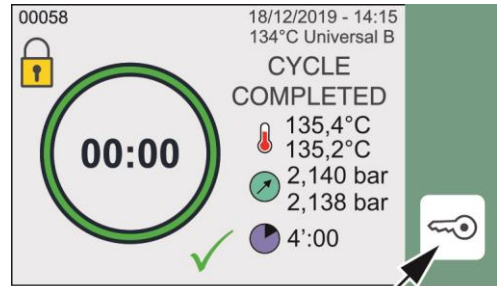 00058
18/12/2019 - 14:15
134°C Universal B
CYCLE
COMPLETED
00:00
135,4°C
135,2°C
2,140 bar
2,138 bar
4':00